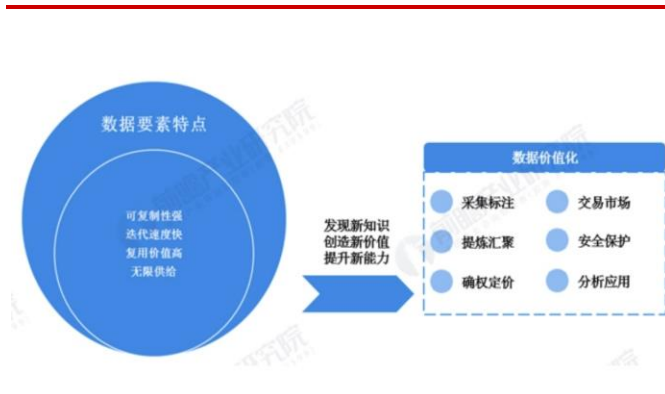 数据要素特点
可复制性强
迭代速度快
复用价值高
无限供给
发现新知识
创造新价值
提升新能力
数据价值化
采集标注
交易市场
提炼汇聚
安全保护
确权定价
分析应用